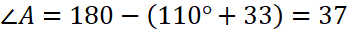 ∠A = 180 − (110° + 33) = 37